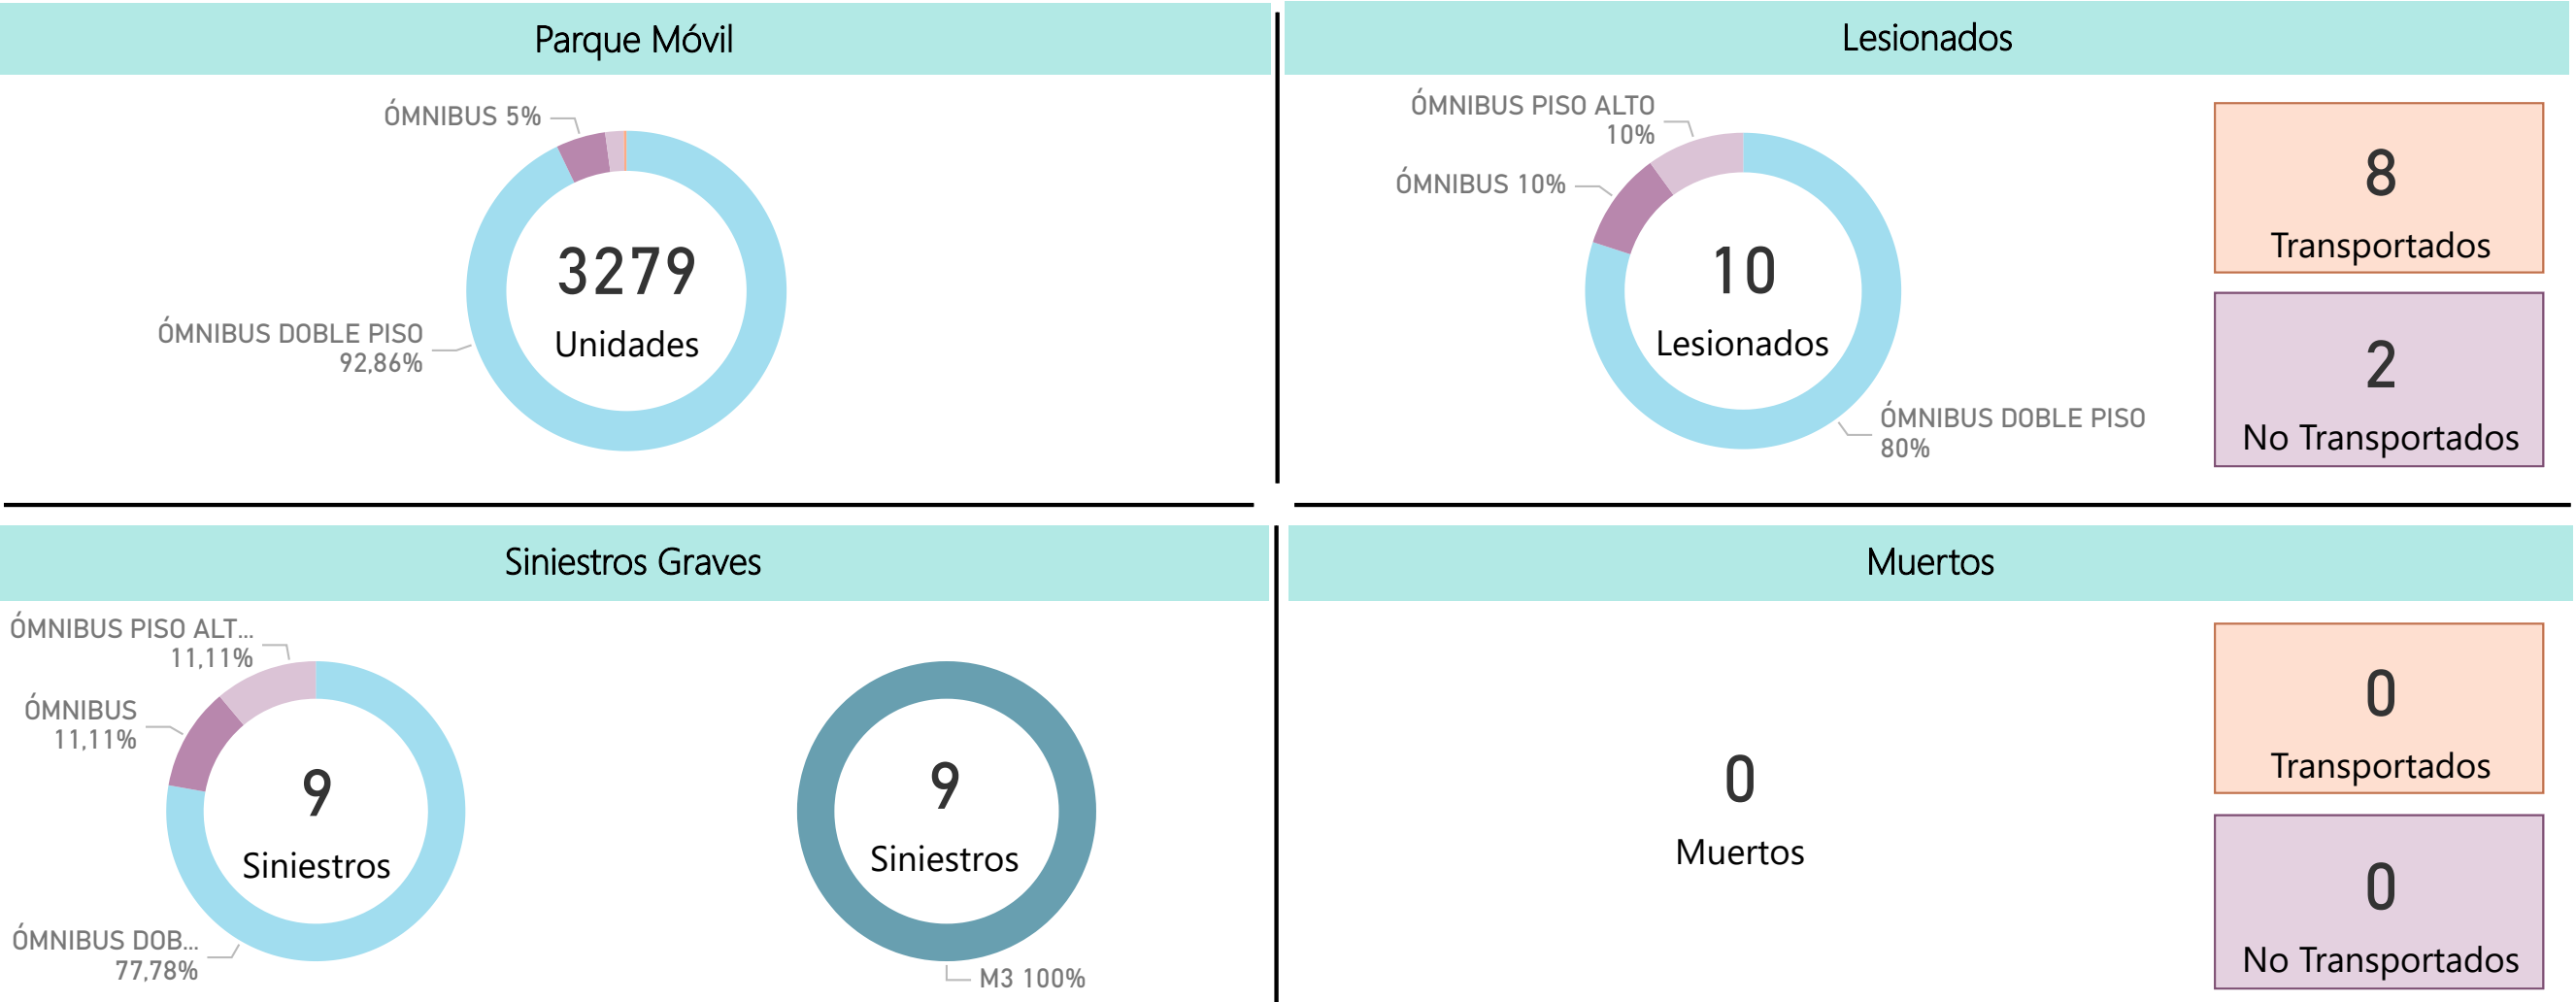 Parque Móvil
ÓMNIBUS 5%
3279
Unidades
ÓMNIBUS DOBLE PISO
92,86%
Lesionados
ÓMNIBUS PISO ALTO
10%
ÓMNIBUS 10%
10
Lesionados
ÓMNIBUS DOBLE PISO
80%
8
Transportados
2
No Transportados
Siniestros Graves
ÓMNIBUS PISO ALT...
11,11%
ÓMNIBUS
11,11%
9
Siniestros
ÓMNIBUS DOB...
77,78%
9
Siniestros
M3 100%
Muertos
0
Muertos
0
Transportados
0
No Transportados